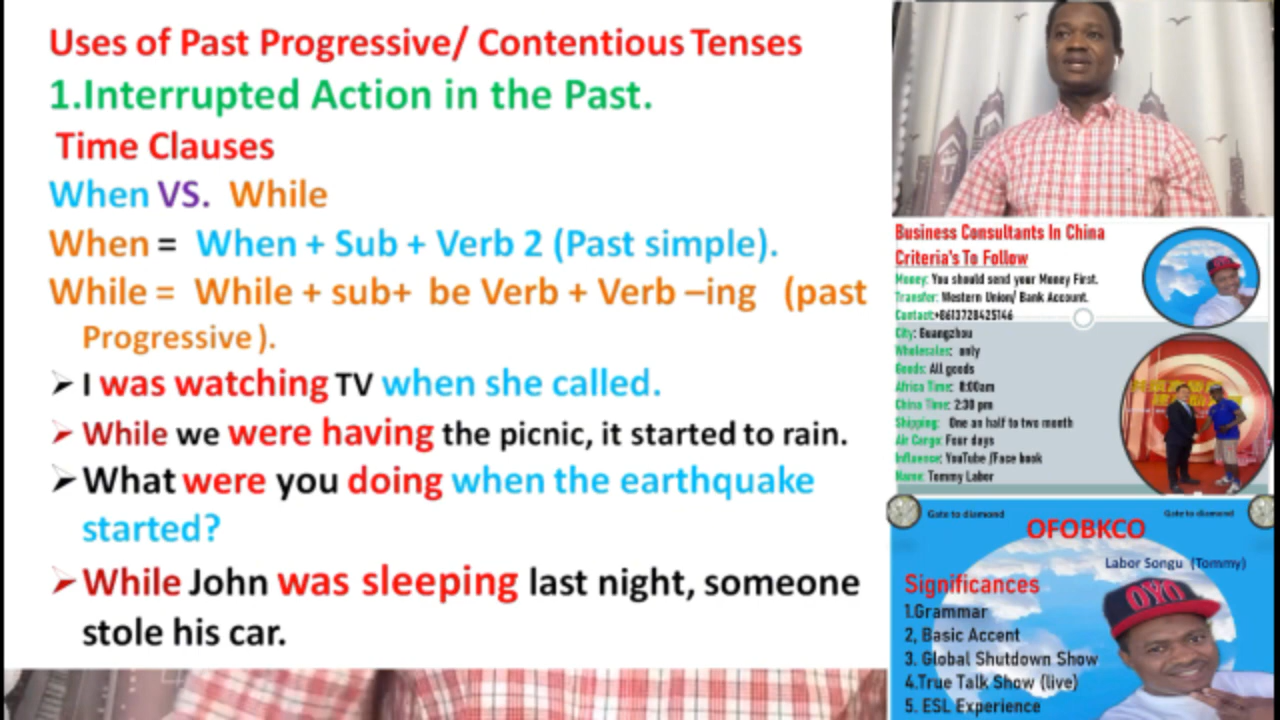 Uses of Past Progressive/ Contentious Tenses
1.Interrupted Action in the Past.
Time Clauses
When VS. While
When = When + Sub + Verb 2 (Past simple).
While = While + sub+ be Verb + Verb –ing (past
Progressive ).
➢ I was watching TV when she called.
➢ While we were having the picnic, it started to rain.
➢ What were you doing when the earthquake
started?
➢ While John was sleeping last night, someone
stole his car.
Business Consultants In China
Criteria's To Follow
Money: You should send your Money First.
Transfer: Western Union/ Bank Account.
Contact:+8613728425146
City: Guangzhou
Wholesales: only
Goods: All goods
Africa Time: 8:00am
China Time: 2:30 pm
Shipping: One an half to two month
Air Cargo: Four days
Influence: YouTube /Face book
Name: Tommy Labor
Gate to diamond
Gate to diamond
OFOBKCO
Labor Songu (Tommy)
Significances
1.Grammar
2, Basic Accent
3. Global Shutdown Show
4.True Talk Show (live)
5. ESL Experience
OYO